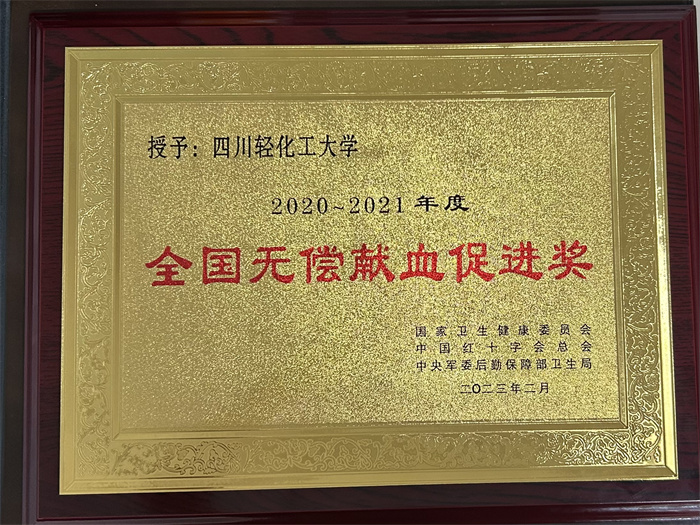 授予：四川轻化工大学
2020~2021年度
全国无偿献血促进奖
国家卫生健康委员会
中国红十字会总会
中央军委后勤保障部卫生局
二〇二三年二月